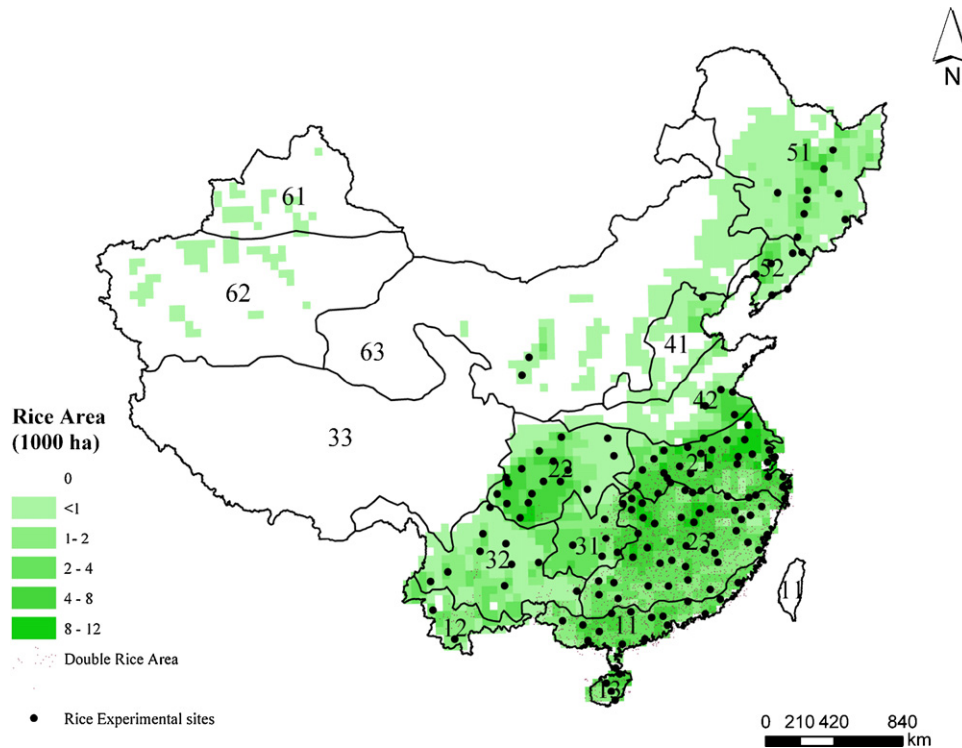 N
51
61
52
62
41
63
42
33
22
21
23
31
32
11
11
12
13
Rice Area
(1000 ha)
0
<1
1 - 2
2 - 4
4 - 8
8 - 12
Double Rice Area
Rice Experimental sites
0 210 420 840
km